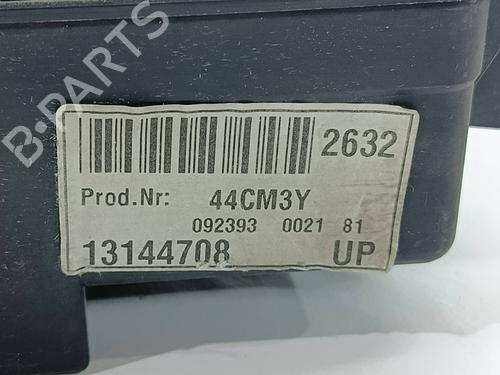 B-PARTS
2632
Prod.Nr: 44CM3Y
092393 0021 81
13144708 UP